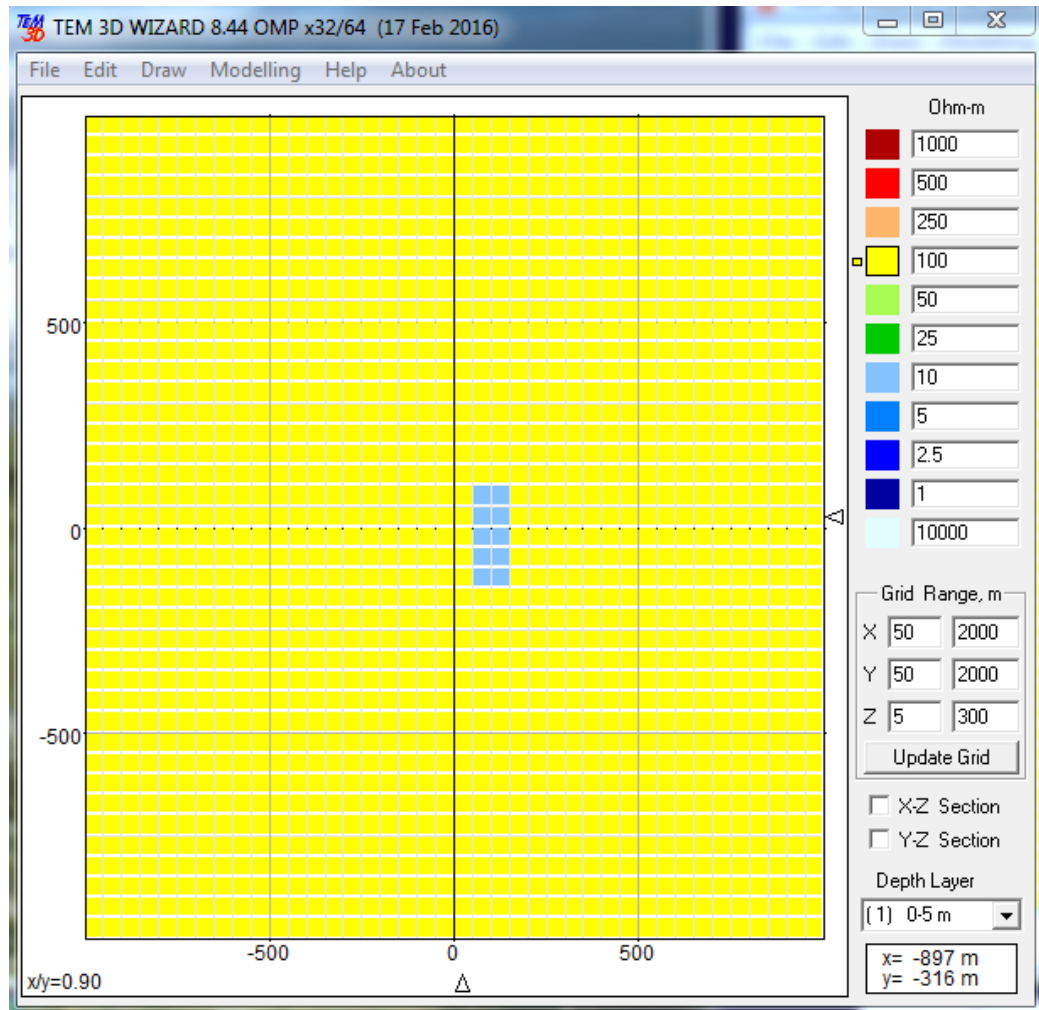 TEM 3D TEM 3D WIZARD 8.44 OMP x32/64 (17 Feb 2016)
File Edit Draw Modelling Help About
Ohm-m
1000
500
250
100
50
25
10
5
2.5
1
10000
500
0
-500
-500 0 500
x/y=0.90
Grid Range, m
X 50 2000
Y 50 2000
Z 5 300
Update Grid
X-Z Section
Y-Z Section
Depth Layer
(1) 0-5 m
x= -897 m
y= -316 m